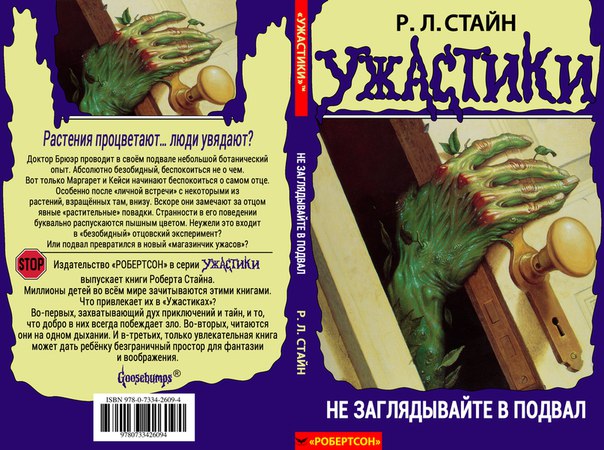 Растения процветают... люди увядают?
Доктор Брюэр проводит в своём подвале небольшой ботанический
опыт. Абсолютно безобидный, беспокоиться не о чем.
Вот только Маргарет и Кейси начинают беспокоиться о самом отце.
Особенно после «личной встречи» с некоторыми из
растений, взращённых там, внизу. Вскоре они замечают за отцом
явные «растительные» повадки. Странности в его поведении
буквально распускаются пышным цветом. Неужели это входит
в «безобидный» отцовский эксперимент?
Или подвал превратился в новый «магазинчик ужасов»?
STOP
Издательство «РОБЕРТСОН» в серии УЖАСТИКИ
выпускает книги Роберта Стайна.
Миллионы детей во всём мире зачитываются этими книгами.
Что привлекает их в «Ужастиках»?
Во-первых, захватывающий дух приключений и тайн, и то,
что добро в них всегда побеждает зло. Во-вторых, читаются
они на одном дыхании. И в-третьих, только увлекательная книга
может дать ребёнку безграничный простор для фантазии
и воображения.
Goosebumps®
ISBN 978-0-7334-2609-4
9780733426094
«УЖАСТИКИ»™
НЕ ЗАГЛЯДЫВАЙТЕ В ПОДВАЛ
Р. Л. СТАЙН
Р. Л. СТАЙН
УЖАСТИКИ
НЕ ЗАГЛЯДЫВАЙТЕ В ПОДВАЛ
«РОБЕРТСОН»